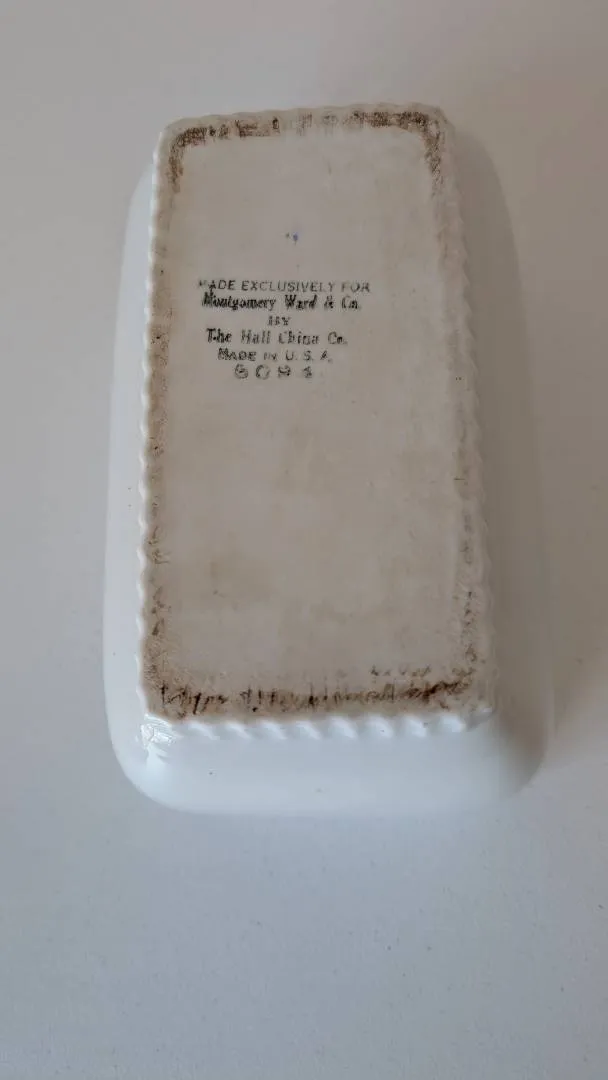 MADE EXCLUSIVELY FOR
Montgomery Ward & Co.
BY
The Hall China Co.
MADE IN U.S.A.